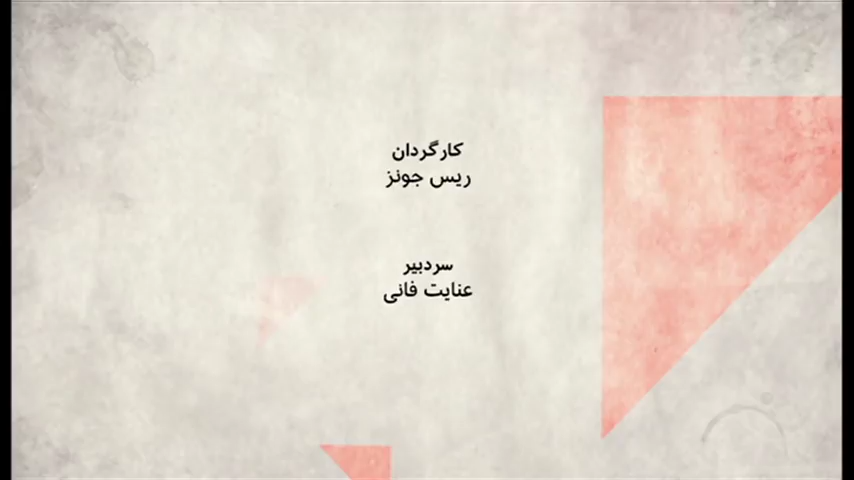 کارگردان
ریس جونز
سردبیر
عنایت فانی